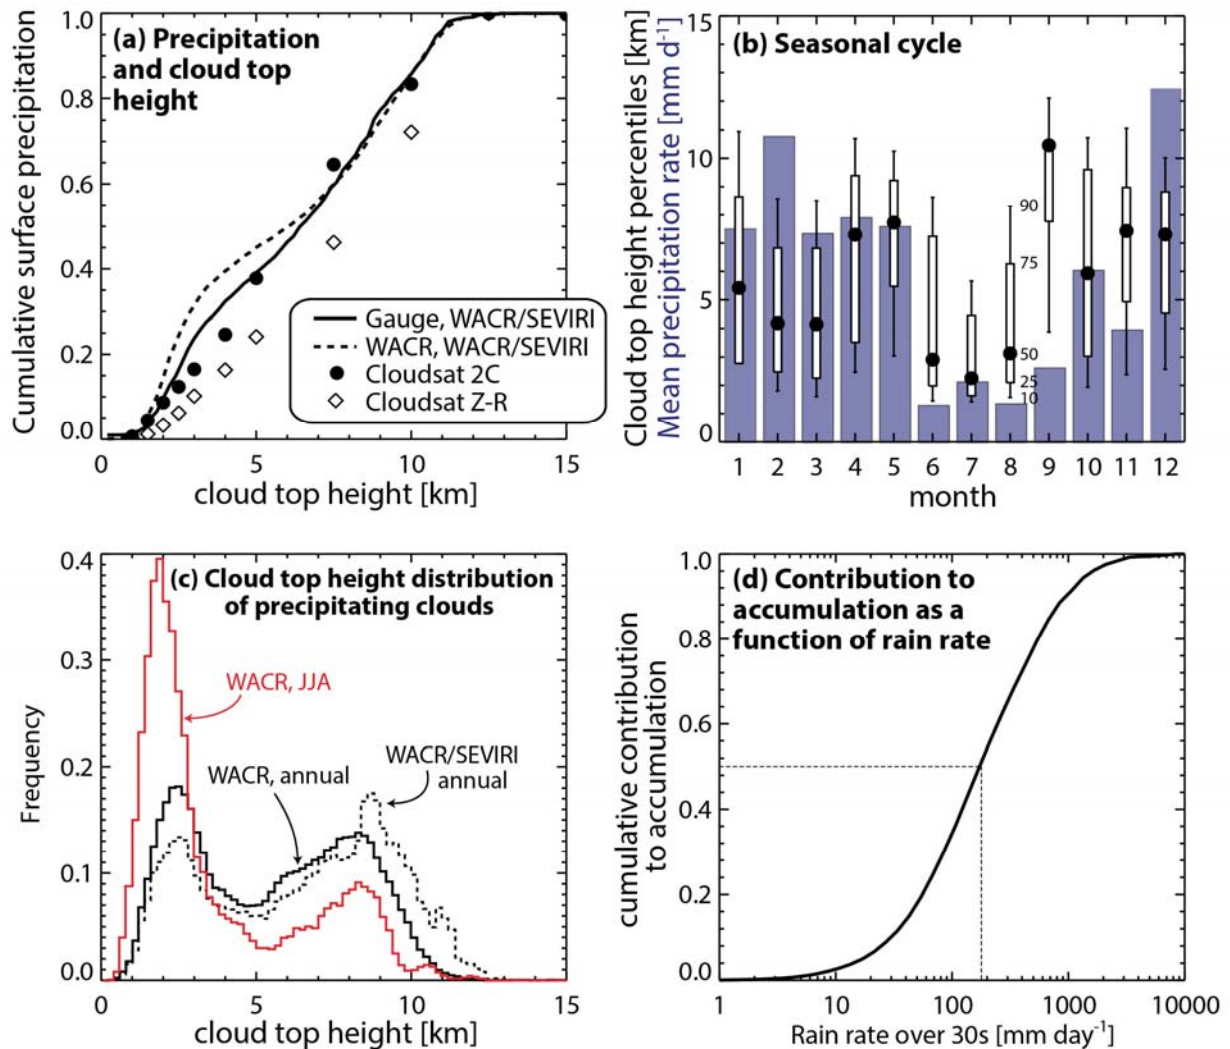 (a) Precipitation
and cloud top
height
Cumulative surface precipitation
1.0
0.8
0.6
0.4
0.2
0.0
Gauge, WACR/SEVIRI
WACR, WACR/SEVIRI
Cloudsat 2C
Cloudsat Z-R
0 5 10 15
cloud top height [km]
(b) Seasonal cycle
Cloud top height percentiles [km]
Mean precipitation rate [mm d-1]
15
10
5
0
90
75
50
25
10
1 2 3 4 5 6 7 8 9 10 11 12
month
(c) Cloud top height distribution
of precipitating clouds
Frequency
0.4
0.3
0.2
0.1
0.0
WACR, JJA
WACR, annual
WACR/SEVIRI
annual
0 5 10 15
cloud top height [km]
(d) Contribution to
accumulation as a
function of rain rate
cumulative contribution
to accumulation
1.0
0.8
0.6
0.4
0.2
0.0
1 10 100 1000 10000
Rain rate over 30s [mm day-1]